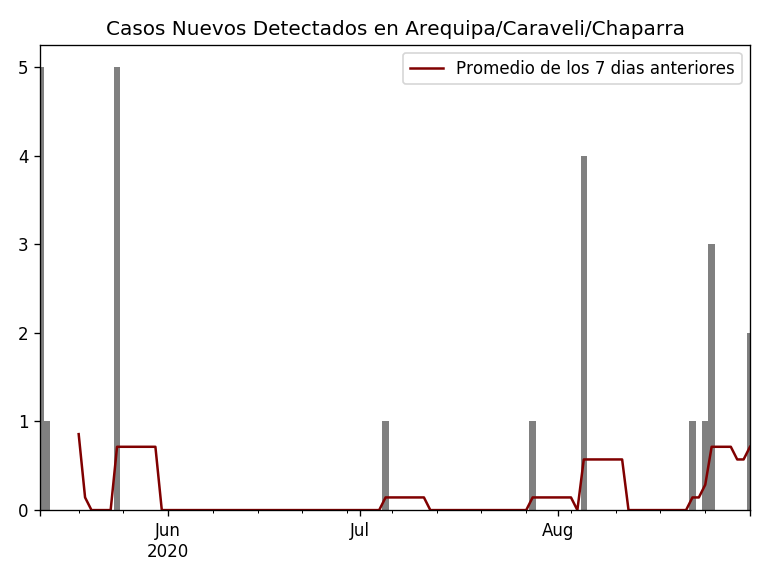 Casos Nuevos Detectados en Arequipa/Caraveli/Chaparra
Promedio de los 7 dias anteriores
5
4
3
2
1
0
Jun
2020
Jul
Aug